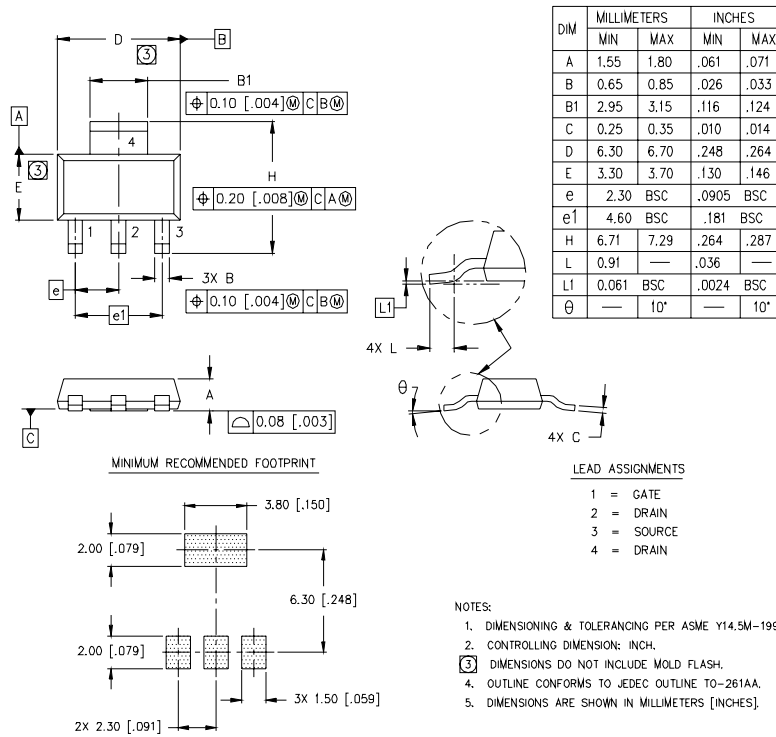 D
B
3
B1
⌖ 0.10 [.004] Ⓜ C B Ⓜ
A
4
3
E
H
⌖ 0.20 [.008] Ⓜ C A Ⓜ
1 2 3
3X B
e
⌖ 0.10 [.004] Ⓜ C B Ⓜ
e1
L1
4X L
A
θ
C
⌓ 0.08 [.003]
4X C
DIM MILLIMETERS INCHES
MIN MAX MIN MAX
A 1.55 1.80 .061 .071
B 0.65 0.85 .026 .033
B1 2.95 3.15 .116 .124
C 0.25 0.35 .010 .014
D 6.30 6.70 .248 .264
E 3.30 3.70 .130 .146
e 2.30 BSC .0905 BSC
e1 4.60 BSC .181 BSC
H 6.71 7.29 .264 .287
L 0.91 — .036 —
L1 0.061 BSC .0024 BSC
θ — 10° — 10°
MINIMUM RECOMMENDED FOOTPRINT
3.80 [.150]
2.00 [.079]
6.30 [.248]
2.00 [.079]
3X 1.50 [.059]
2X 2.30 [.091]
LEAD ASSIGNMENTS
1 = GATE
2 = DRAIN
3 = SOURCE
4 = DRAIN
NOTES:
1. DIMENSIONING & TOLERANCING PER ASME Y14.5M-199
2. CONTROLLING DIMENSION: INCH.
3 DIMENSIONS DO NOT INCLUDE MOLD FLASH.
4. OUTLINE CONFORMS TO JEDEC OUTLINE TO-261AA.
5. DIMENSIONS ARE SHOWN IN MILLIMETERS [INCHES].